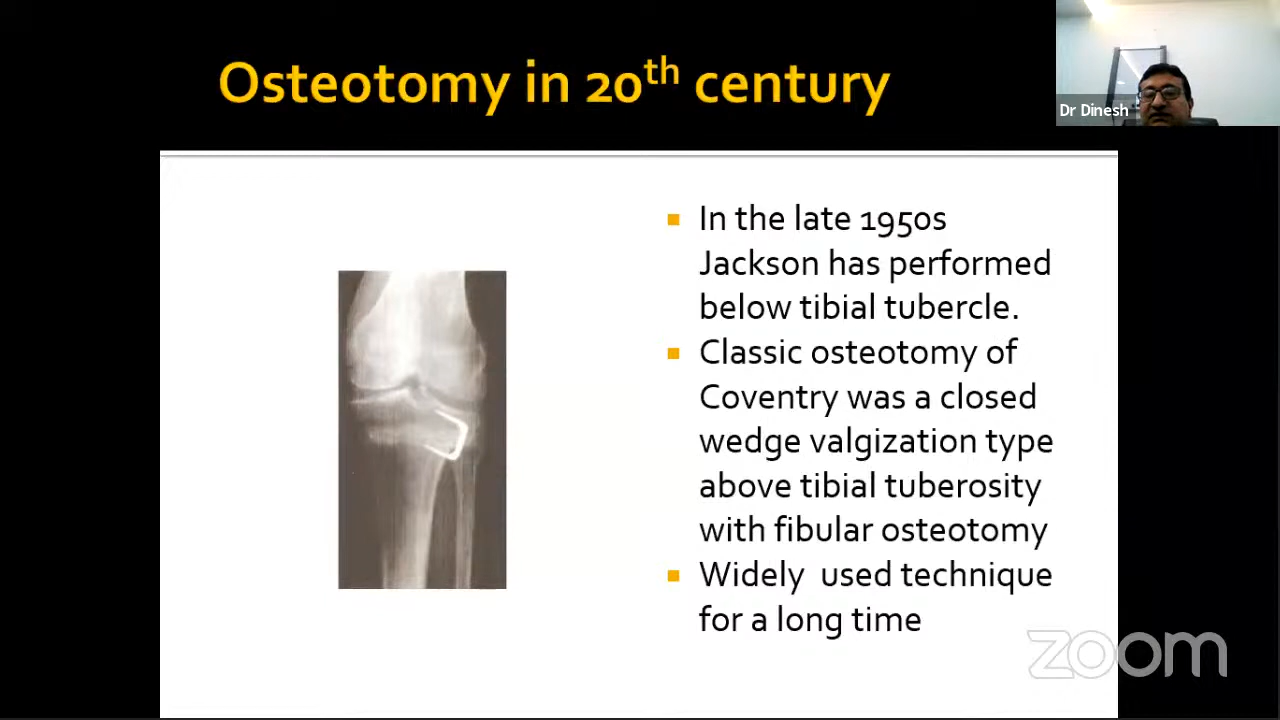 Osteotomy in 20th century
Dr Dinesh
In the late 1950s
Jackson has performed
below tibial tubercle.
Classic osteotomy of
Coventry was a closed
wedge valgization type
above tibial tuberosity
with fibular osteotomy
Widely used technique
for a long time
zoom